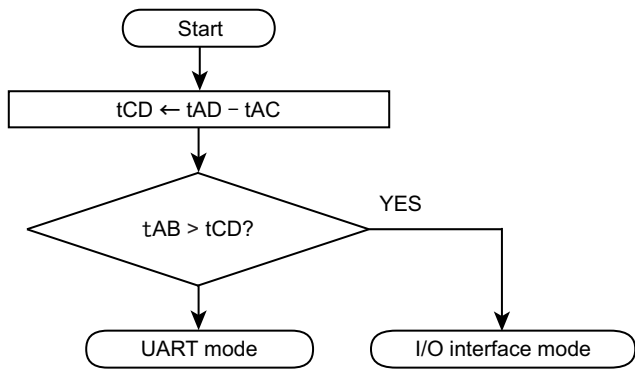 Start
tCD ← tAD − tAC
tAB > tCD?
YES
UART mode
I/O interface mode